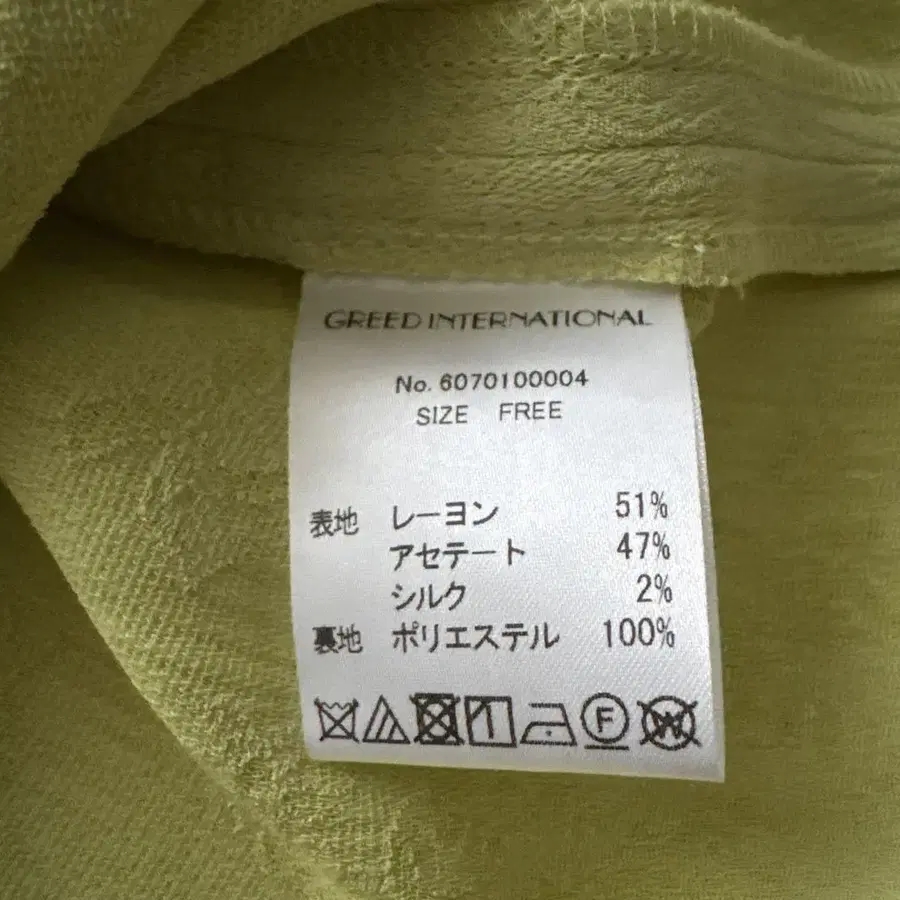 GREED INTERNATIONAL
No. 6070100004
SIZE FREE
表地 レーヨン 51%
アセテート 47%
シルク 2%
裏地 ポリエステル 100%
F W